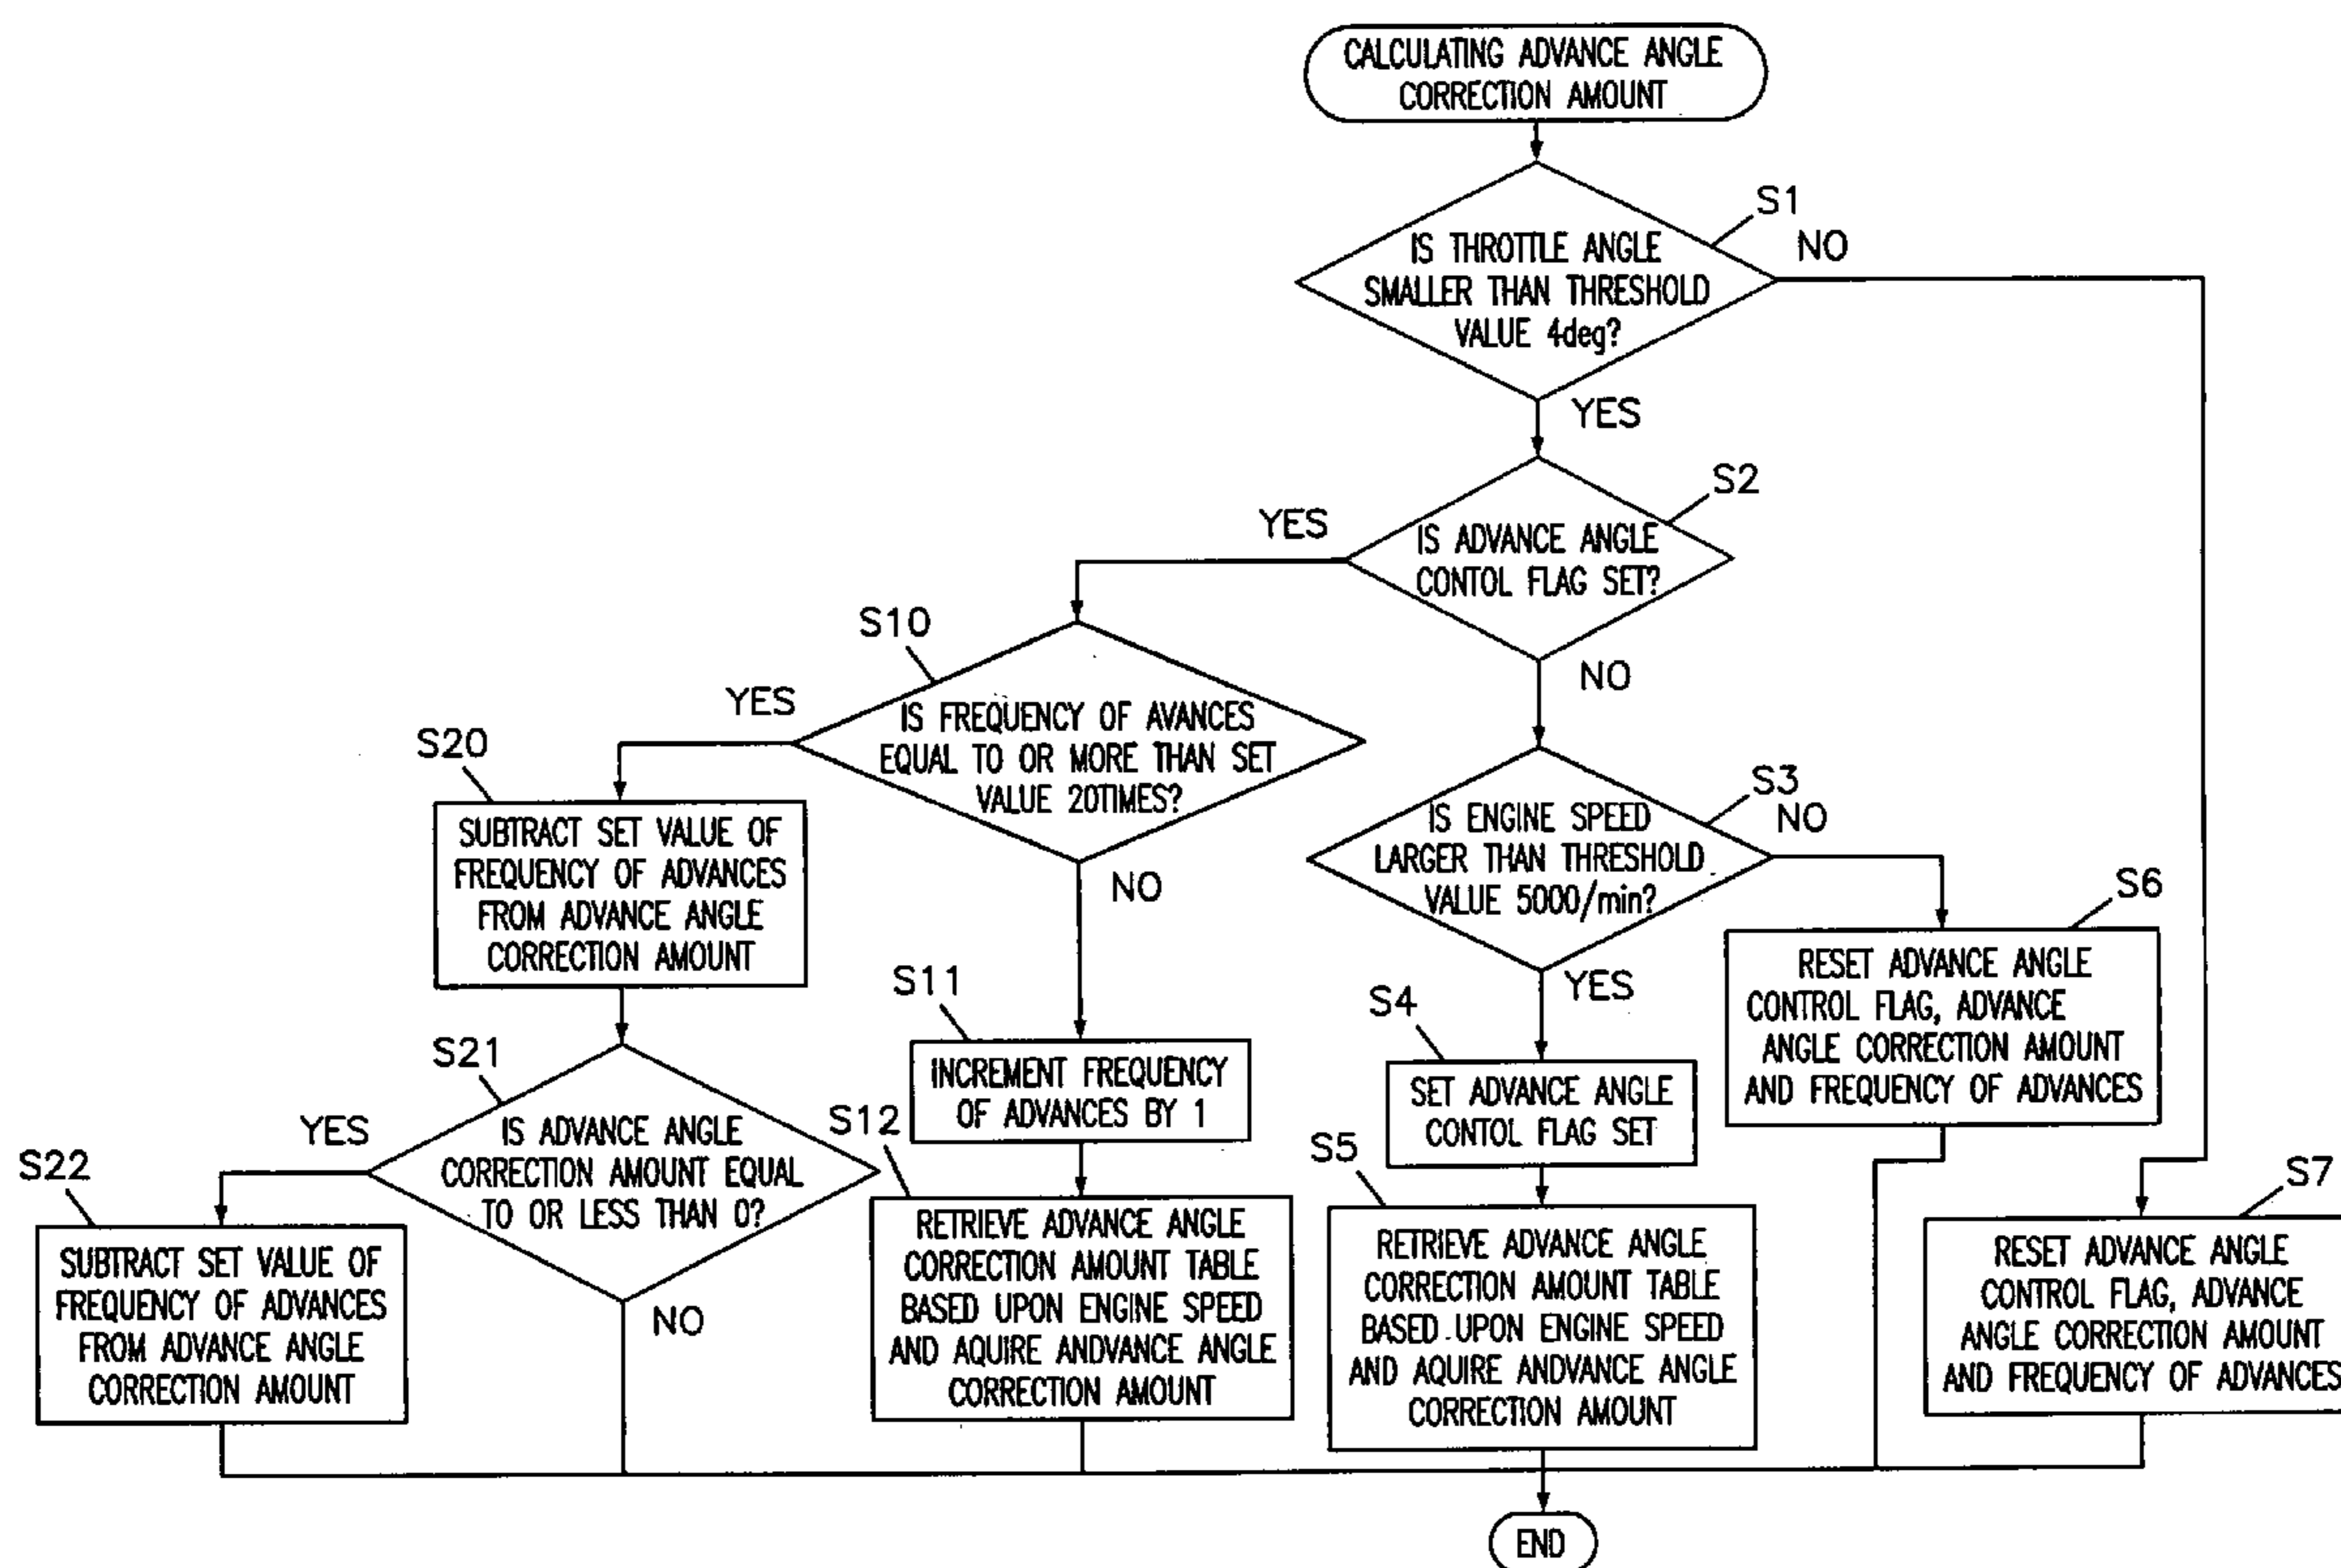 CALCULATING ADVANCE ANGLE
CORRECTION AMOUNT
S1
IS THROTTLE ANGLE
SMALLER THAN THRESHOLD
VALUE 4deg?
NO
YES
S2
IS ADVANCE ANGLE
CONTOL FLAG SET?
YES
NO
S10
IS FREQUENCY OF AVANCES
EQUAL TO OR MORE THAN SET
VALUE 20TIMES?
YES
NO
S3
IS ENGINE SPEED
LARGER THAN THRESHOLD
VALUE 5000/min?
NO
YES
S20
SUBTRACT SET VALUE OF
FREQUENCY OF ADVANCES
FROM ADVANCE ANGLE
CORRECTION AMOUNT
S6
RESET ADVANCE ANGLE
CONTROL FLAG, ADVANCE
ANGLE CORRECTION AMOUNT
AND FREQUENCY OF ADVANCES
S11
INCREMENT FREQUENCY
OF ADVANCES BY 1
S4
SET ADVANCE ANGLE
CONTOL FLAG SET
S21
IS ADVANCE ANGLE
CORRECTION AMOUNT EQUAL
TO OR LESS THAN 0?
YES
NO
S22
SUBTRACT SET VALUE OF
FREQUENCY OF ADVANCES
FROM ADVANCE ANGLE
CORRECTION AMOUNT
S12
RETRIEVE ADVANCE ANGLE
CORRECTION AMOUNT TABLE
BASED UPON ENGINE SPEED
AND AQUIRE ANDVANCE ANGLE
CORRECTION AMOUNT
S5
RETRIEVE ADVANCE ANGLE
CORRECTION AMOUNT TABLE
BASED UPON ENGINE SPEED
AND AQUIRE ANDVANCE ANGLE
CORRECTION AMOUNT
S7
RESET ADVANCE ANGLE
CONTROL FLAG, ADVANCE
ANGLE CORRECTION AMOUNT
AND FREQUENCY OF ADVANCES
END